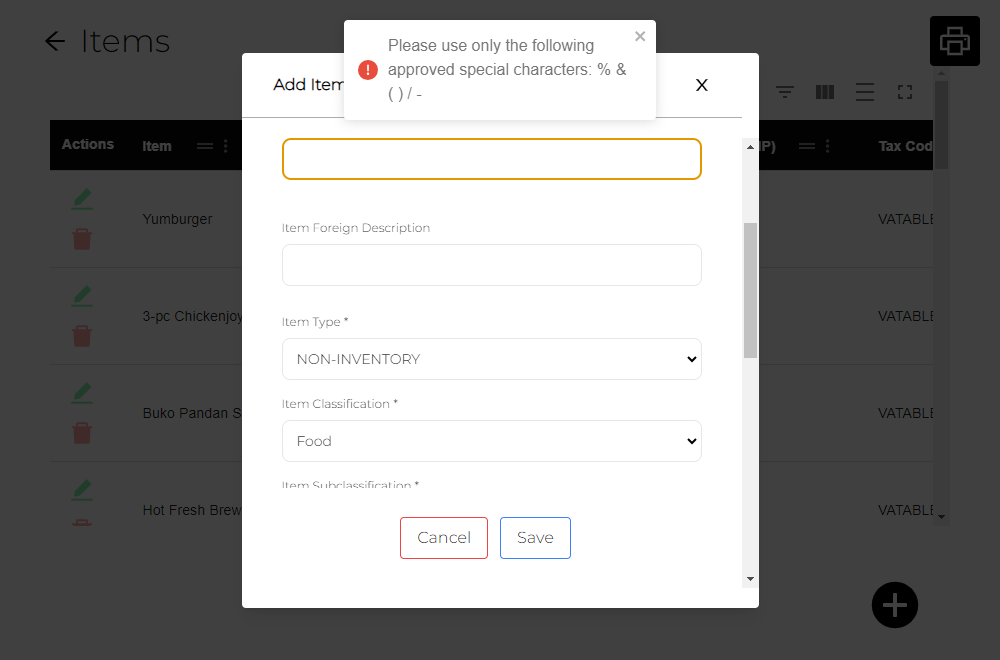 Items
Please use only the following
approved special characters: % &
( ) / -
Add Item
X
Actions
Item
IP)
Tax Cod
Item Foreign Description
Item Type *
NON-INVENTORY
Item Classification *
Food
Item Subclassification *
Cancel
Save
Yumburger
VATABLE
3-pc Chickenjoy
VATABLE
Buko Pandan S
VATABLE
Hot Fresh Brew
VATABLE